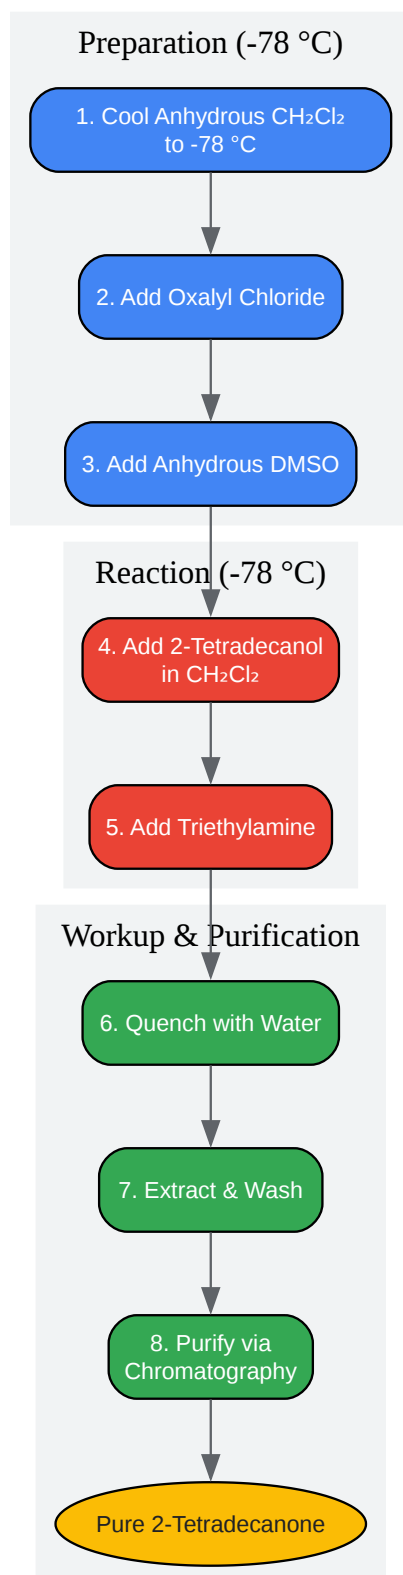 Preparation (-78 °C)
1. Cool Anhydrous CH₂Cl₂
to -78 °C
2. Add Oxalyl Chloride
3. Add Anhydrous DMSO
Reaction (-78 °C)
4. Add 2-Tetradecanol
in CH₂Cl₂
5. Add Triethylamine
Workup & Purification
6. Quench with Water
7. Extract & Wash
8. Purify via
Chromatography
Pure 2-Tetradecanone